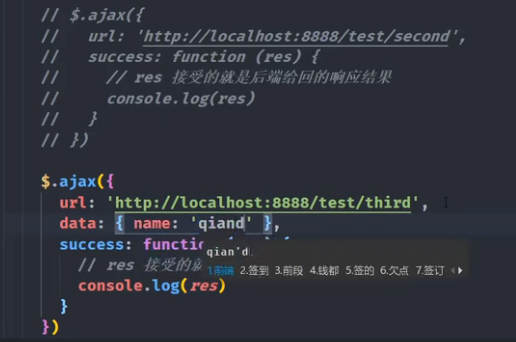 // $.ajax({
//   url: 'http://localhost:8888/test/second',
//   success: function (res) {
//     // res 接受的就是后端给回的响应结果
//     console.log(res)
//   }
// })
$.ajax({
url: 'http://localhost:8888/test/third',
data: { name: 'qiand' },
success: function
qian'd
1.前端 2.签到 3.前段 4.钱都 5.签的 6.欠点 7.签订
// res 接受的就
console.log(res)
}
})